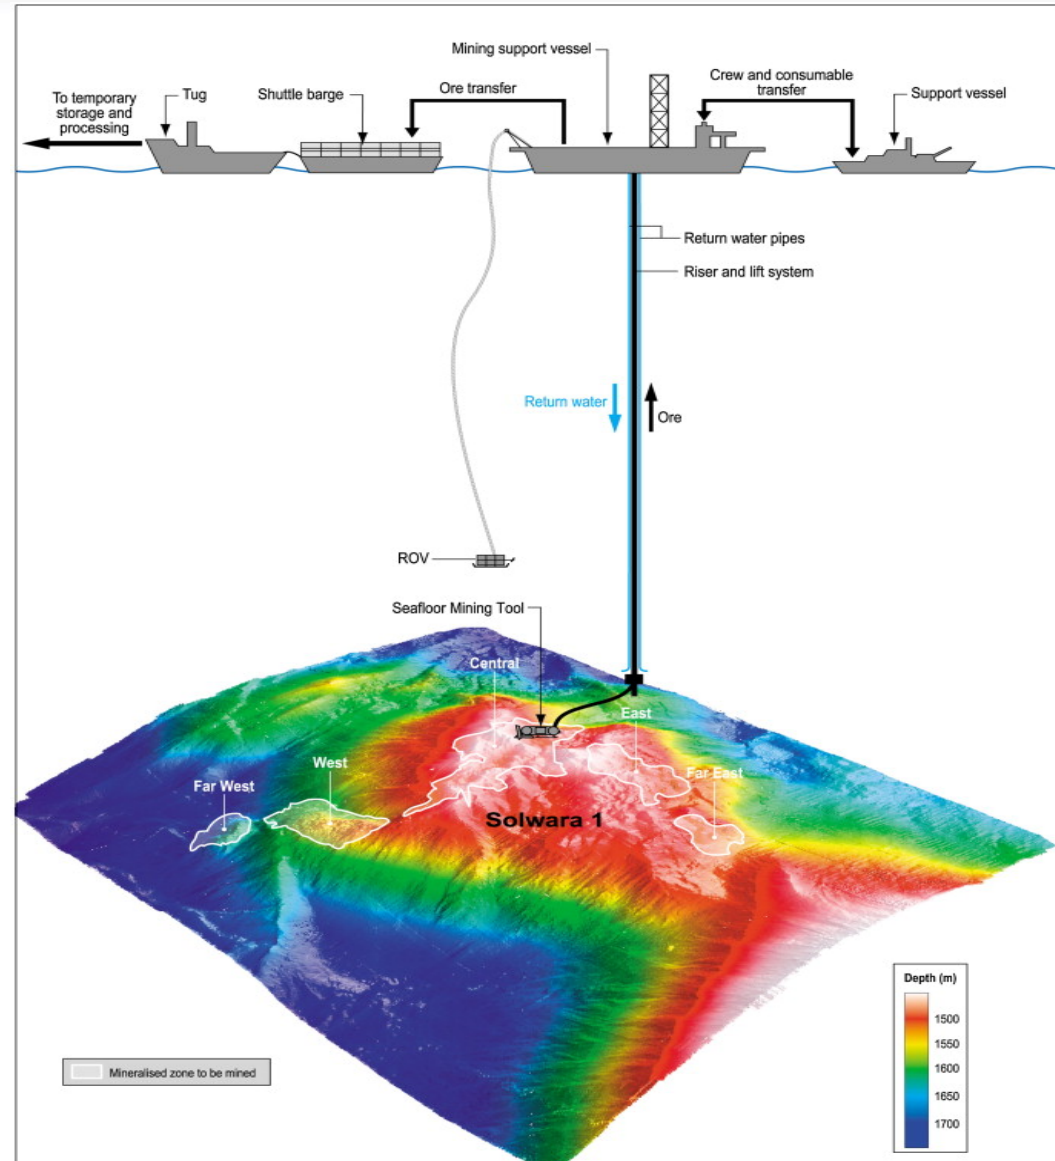 Mining support vessel
To temporary
storage and
processing
Tug
Shuttle barge
Ore transfer
Crew and consumable
transfer
Support vessel
Return water pipes
Riser and lift system
Return water
Ore
ROV
Seafloor Mining Tool
Central
East
West
Far West
Far East
Solwara 1
Depth (m)
1500
1550
1600
1650
1700
Mineralised zone to be mined